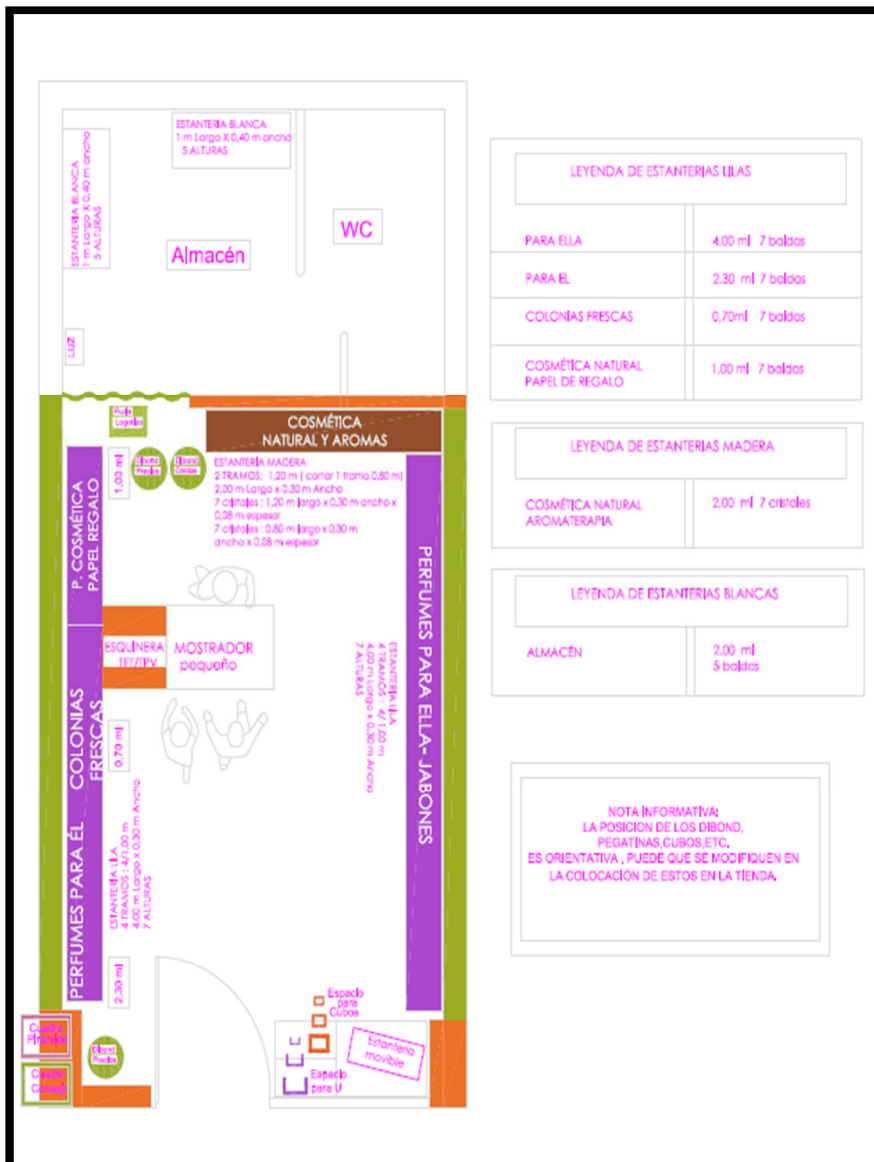 ESTANTERIA BLANCA
1 m Largo X 0,40 m ancho
5 ALTURAS
ESTANTERIA BLANCA
1 m Largo X 0,40 m ancho
5 ALTURAS
Almacén
WC
LUZ
COSMÉTICA
NATURAL Y AROMAS
Dibond
Precios
Dibond
1,00 ml
P. COSMÉTICA
PAPEL REGALO
ESTANTERÍA MADERA
2 TRAMOS: 1,20 m ( cortar 1 tramo 0,80 m)
2,00 m Largo x 0,30 m Ancho
7 cristales : 1,20 m largo x 0,30 m ancho x
0,08 m espesor
7 cristales : 0,80 m largo x 0,30 m
ancho x 0,08 m espesor
PERFUMES PARA ELLA- JABONES
ESTANTERIA LILA
4 TRAMOS : 4/1,00 m
4,00 m Largo x 0,30 m Ancho
7 ALTURAS
ESQUINERA
TFT/TPV
MOSTRADOR
pequeño
COLONIAS
FRESCAS
0,70 ml
PERFUMES PARA ÉL
ESTANTERIA LILA
4 TRAMOS : 4/1,00 m
4,00 m Largo x 0,30 m Ancho
7 ALTURAS
2,30 ml
Cuadro
Cuadro
Dibond
Precios
Espacio
para
Cubos
Estanteria
movible
Espacio
para U
LEYENDA DE ESTANTERIAS LILAS
PARA ELLA 4,00 ml 7 baldas
PARA EL 2,30 ml 7 baldas
COLONÍAS FRESCAS 0,70ml 7 baldas
COSMÉTICA NATURAL 1,00 ml 7 baldas
PAPEL DE REGALO
LEYENDA DE ESTANTERIAS MADERA
COSMÉTICA NATURAL 2,00 ml 7 cristales
AROMATERAPIA
LEYENDA DE ESTANTERIAS BLANCAS
ALMACÉN 2,00 ml
5 baldas
NOTA INFORMATIVA:
LA POSICION DE LOS DIBOND,
PEGATINAS,CUBOS,ETC,
ES ORIENTATIVA , PUEDE QUE SE MODIFIQUEN EN
LA COLOCACIÓN DE ESTOS EN LA TIENDA.